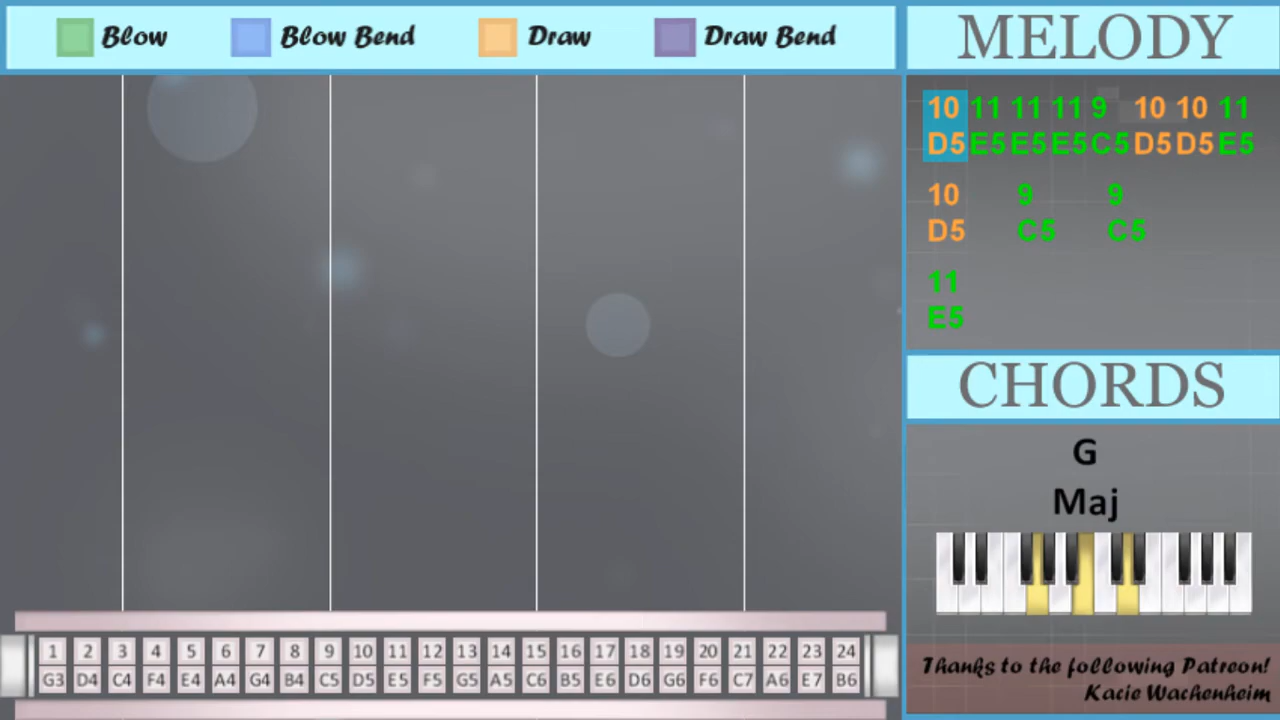 Blow Blow Bend Draw Draw Bend
MELODY
10 11 11 11 9 10 10 11
D5 E5 E5 E5 C5 D5 D5 E5
10 9 9
D5 C5 C5
11
E5
CHORDS
G
Maj
1 2 3 4 5 6 7 8 9 10 11 12 13 14 15 16 17 18 19 20 21 22 23 24
G3 D4 C4 F4 E4 A4 G4 B4 C5 D5 E5 F5 G5 A5 C6 B5 E6 D6 G6 F6 C7 A6 E7 B6
Thanks to the following Patreon!
Kacie Wachenheim